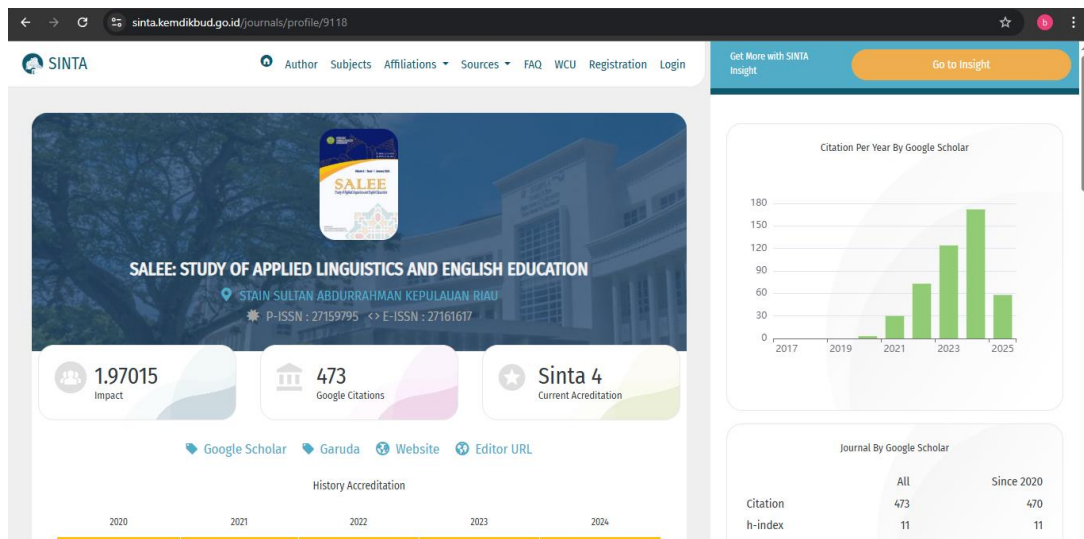 sinta.kemdikbud.go.id/journals/profile/9118
b
SINTA
Author Subjects Affiliations Sources FAQ WCU Registration Login
Get More with SINTA
Insight
Go to Insight
SALEE
SALEE: STUDY OF APPLIED LINGUISTICS AND ENGLISH EDUCATION
STAIN SULTAN ABDURRAHMAN KEPULAUAN RIAU
P-ISSN : 27159795 <> E-ISSN : 27161617
1.97015
Impact
473
Google Citations
Sinta 4
Current Acreditation
Google Scholar Garuda Website Editor URL
History Accreditation
2020 2021 2022 2023 2024
Citation Per Year By Google Scholar
180
150
120
90
60
30
0
2017 2019 2021 2023 2025
Journal By Google Scholar
All Since 2020
Citation 473 470
h-index 11 11